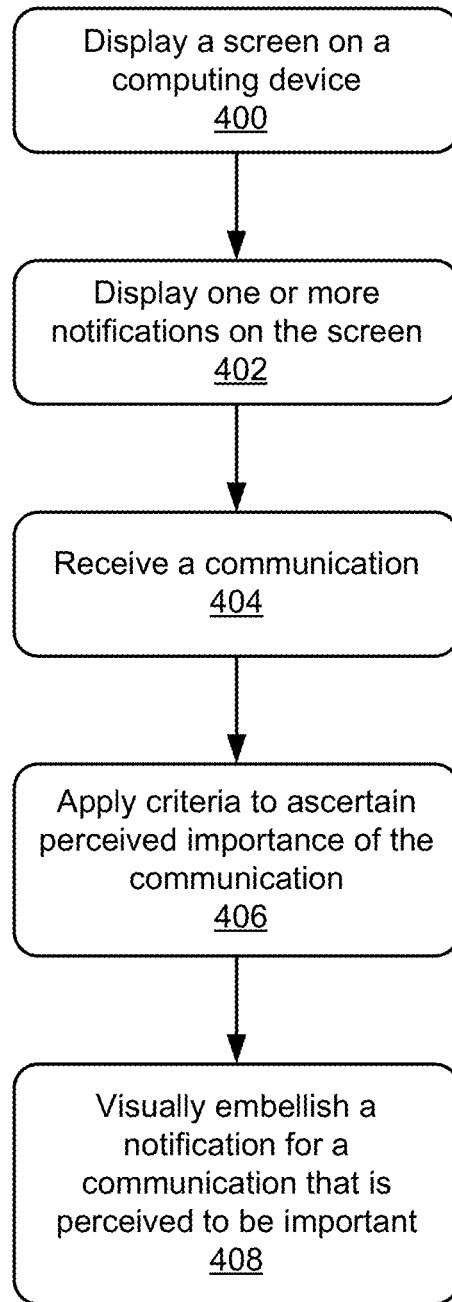 Display a screen on a
computing device
400
Display one or more
notifications on the screen
402
Receive a communication
404
Apply criteria to ascertain
perceived importance of the
communication
406
Visually embellish a
notification for a
communication that is
perceived to be important
408